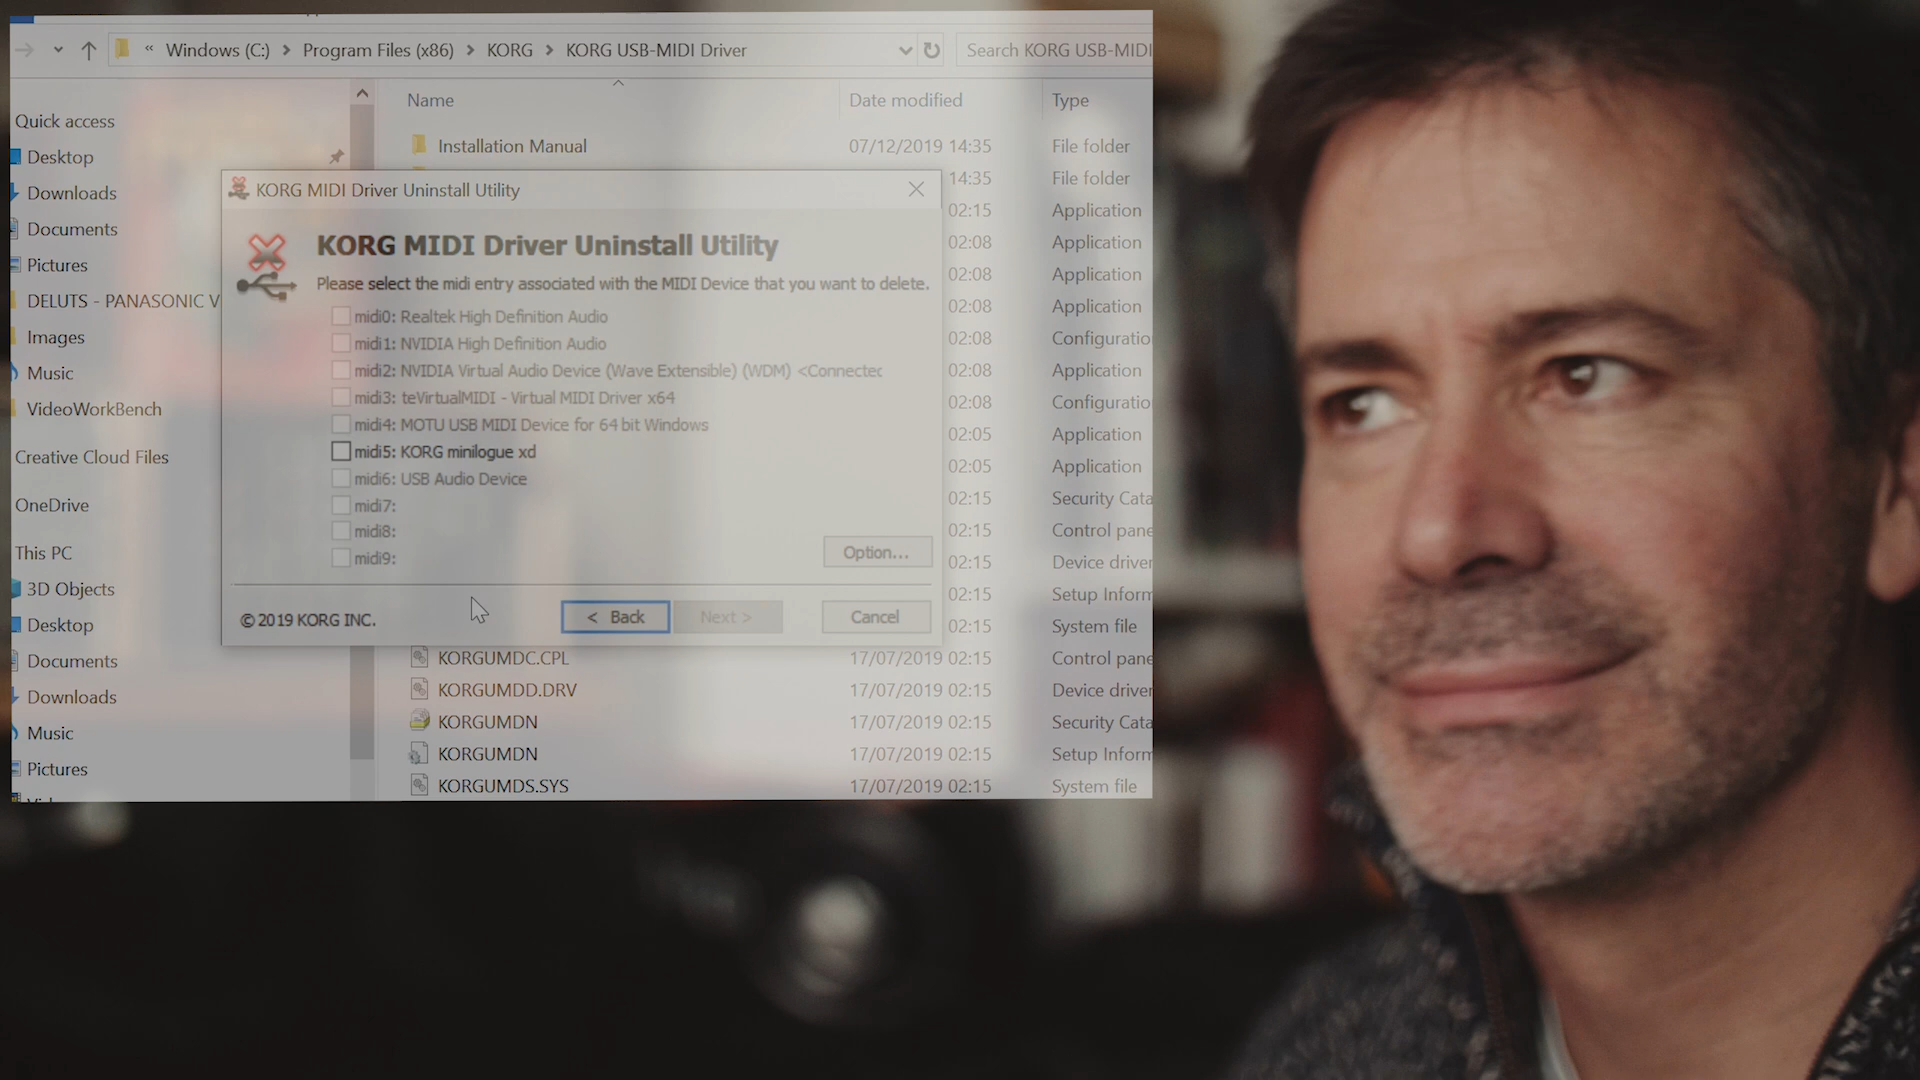 « Windows (C:) > Program Files (x86) > KORG > KORG USB-MIDI Driver
Search KORG USB-MIDI
Name Date modified Type
Quick access
Desktop
Downloads
Documents
Pictures
DELUTS - PANASONIC V
Images
Music
VideoWorkBench
Creative Cloud Files
OneDrive
This PC
3D Objects
Desktop
Documents
Downloads
Music
Pictures
Installation Manual 07/12/2019 14:35 File folder
14:35 File folder
02:15 Application
02:08 Application
02:08 Application
02:08 Application
02:08 Configuratio
02:08 Application
02:08 Configuratio
02:05 Application
02:05 Application
02:15 Security Cata
02:15 Control pane
02:15 Device driver
02:15 Setup Inform
02:15 System file
KORG MIDI Driver Uninstall Utility
KORG MIDI Driver Uninstall Utility
Please select the midi entry associated with the MIDI Device that you want to delete.
midi0: Realtek High Definition Audio
midi1: NVIDIA High Definition Audio
midi2: NVIDIA Virtual Audio Device (Wave Extensible) (WDM) <Connectec
midi3: teVirtualMIDI - Virtual MIDI Driver x64
midi4: MOTU USB MIDI Device for 64 bit Windows
midi5: KORG minilogue xd
midi6: USB Audio Device
midi7:
midi8:
midi9:
Option...
© 2019 KORG INC.
< Back Next > Cancel
KORGUMDC.CPL 17/07/2019 02:15 Control pane
KORGUMDD.DRV 17/07/2019 02:15 Device driver
KORGUMDN 17/07/2019 02:15 Security Cata
KORGUMDN 17/07/2019 02:15 Setup Inform
KORGUMDS.SYS 17/07/2019 02:15 System file